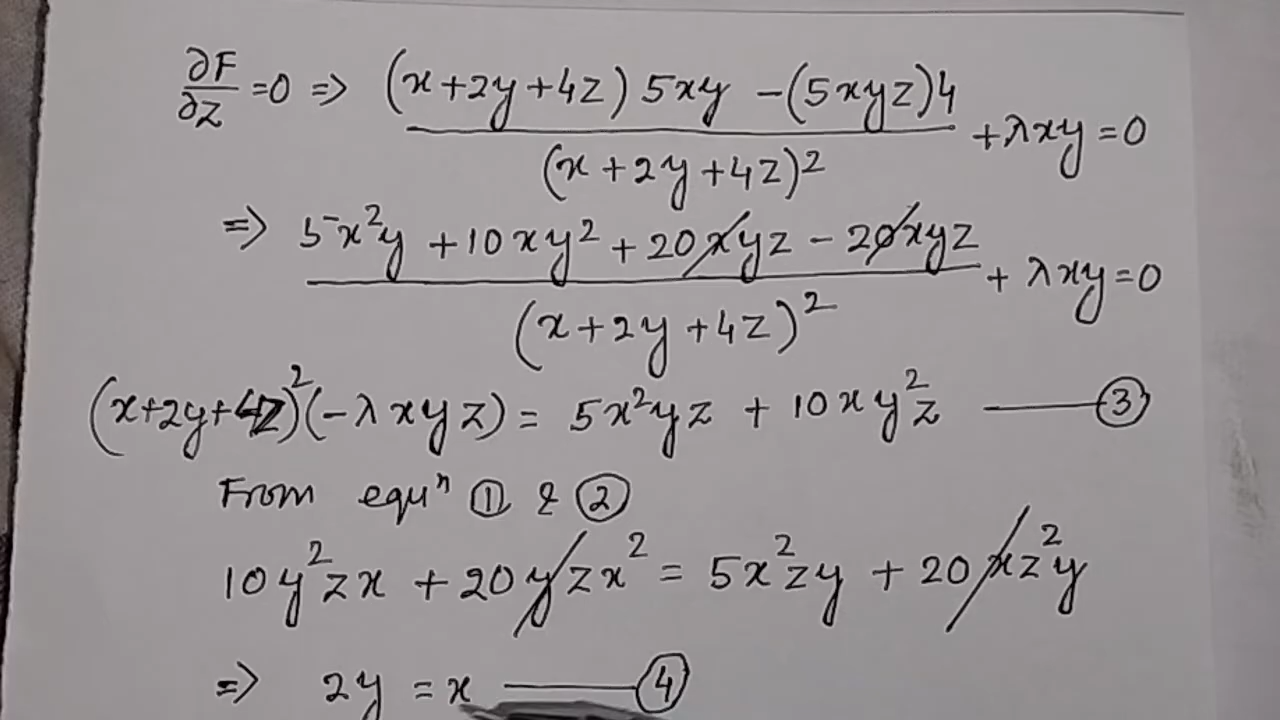 ∂F/∂z = 0 => ((x+2y+4z) 5xy - (5xyz)4) / (x+2y+4z)² + λxy = 0
=> (5x²y + 10xy² + 20xyz - 20xyz) / (x+2y+4z)² + λxy = 0
(x+2y+4z)² (-λxyz) = 5x²yz + 10xy²z —— ③
From equⁿ ① & ②
10y²zx + 20yzx² = 5x²zy + 20xz²y
=> 2y = x —— ④